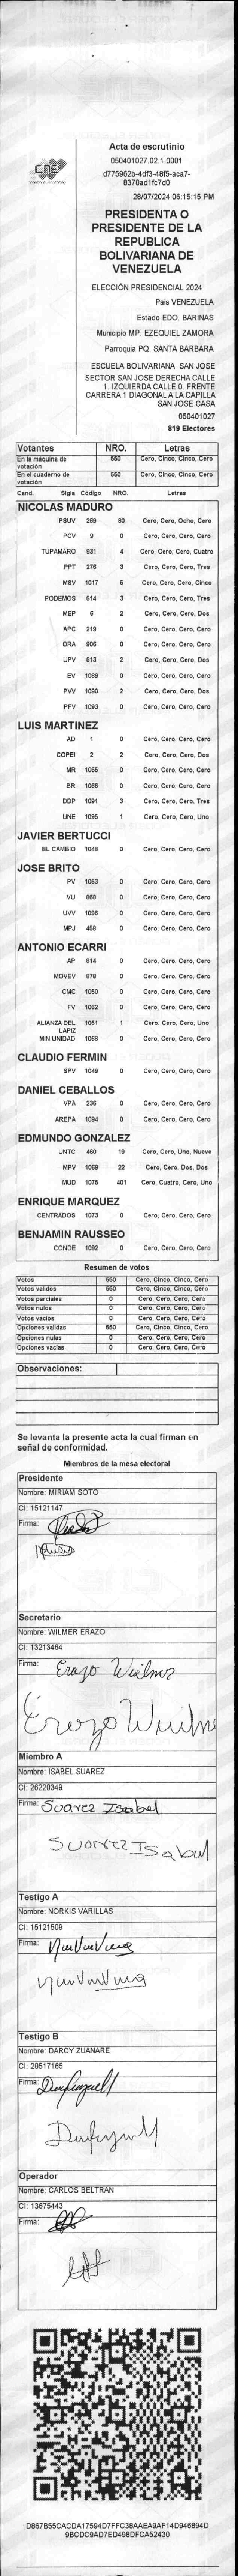 Acta de escrutinio
050401027.02.1.0001
d775962b-4df3-48f5-aca7-
8370ad1fc7d0
28/07/2024 06:15:15 PM
CNE
PRESIDENTA O
PRESIDENTE DE LA
REPUBLICA
BOLIVARIANA DE
VENEZUELA
ELECCIÓN PRESIDENCIAL 2024
Pais VENEZUELA
Estado EDO. BARINAS
Municipio MP. EZEQUIEL ZAMORA
Parroquia PQ. SANTA BARBARA
ESCUELA BOLIVARIANA SAN JOSE
SECTOR SAN JOSE DERECHA CALLE
1. IZQUIERDA CALLE 0. FRENTE
CARRERA 1 DIAGONAL A LA CAPILLA
SAN JOSE CASA
050401027
819 Electores
Votantes NRO. Letras
En la máquina de votación 550 Cero, Cinco, Cinco, Cero
En el cuaderno de votación 550 Cero, Cinco, Cinco, Cero
Cand. Sigla Código NRO. Letras
NICOLAS MADURO
PSUV 269 80 Cero, Cero, Ocho, Cero
PCV 9 0 Cero, Cero, Cero, Cero
TUPAMARO 931 4 Cero, Cero, Cero, Cuatro
PPT 276 3 Cero, Cero, Cero, Tres
MSV 1017 5 Cero, Cero, Cero, Cinco
PODEMOS 514 3 Cero, Cero, Cero, Tres
MEP 6 2 Cero, Cero, Cero, Dos
APC 219 0 Cero, Cero, Cero, Cero
ORA 906 0 Cero, Cero, Cero, Cero
UPV 513 2 Cero, Cero, Cero, Dos
EV 1089 0 Cero, Cero, Cero, Cero
PVV 1090 2 Cero, Cero, Cero, Dos
PFV 1093 0 Cero, Cero, Cero, Cero
LUIS MARTINEZ
AD 1 0 Cero, Cero, Cero, Cero
COPEI 2 2 Cero, Cero, Cero, Dos
MR 1065 0 Cero, Cero, Cero, Cero
BR 1066 0 Cero, Cero, Cero, Cero
DDP 1091 3 Cero, Cero, Cero, Tres
UNE 1095 1 Cero, Cero, Cero, Uno
JAVIER BERTUCCI
EL CAMBIO 1048 0 Cero, Cero, Cero, Cero
JOSE BRITO
PV 1053 0 Cero, Cero, Cero, Cero
VU 868 0 Cero, Cero, Cero, Cero
UVV 1096 0 Cero, Cero, Cero, Cero
MPJ 458 0 Cero, Cero, Cero, Cero
ANTONIO ECARRI
AP 814 0 Cero, Cero, Cero, Cero
MOVEV 878 0 Cero, Cero, Cero, Cero
CMC 1050 0 Cero, Cero, Cero, Cero
FV 1062 0 Cero, Cero, Cero, Cero
ALIANZA DEL LAPIZ 1051 1 Cero, Cero, Cero, Uno
MIN UNIDAD 1068 0 Cero, Cero, Cero, Cero
CLAUDIO FERMIN
SPV 1049 0 Cero, Cero, Cero, Cero
DANIEL CEBALLOS
VPA 236 0 Cero, Cero, Cero, Cero
AREPA 1094 0 Cero, Cero, Cero, Cero
EDMUNDO GONZALEZ
UNTC 460 19 Cero, Cero, Uno, Nueve
MPV 1069 22 Cero, Cero, Dos, Dos
MUD 1075 401 Cero, Cuatro, Cero, Uno
ENRIQUE MARQUEZ
CENTRADOS 1073 0 Cero, Cero, Cero, Cero
BENJAMIN RAUSSEO
CONDE 1092 0 Cero, Cero, Cero, Cero
Resumen de votos
Votos 550 Cero, Cinco, Cinco, Cero
Votos validos 550 Cero, Cinco, Cinco, Cero
Votos parciales 0 Cero, Cero, Cero, Cero
Votos nulos 0 Cero, Cero, Cero, Cero
Votos vacios 0 Cero, Cero, Cero, Cero
Opciones validas 550 Cero, Cinco, Cinco, Cero
Opciones nulas 0 Cero, Cero, Cero, Cero
Opciones vacias 0 Cero, Cero, Cero, Cero
Observaciones:
Se levanta la presente acta la cual firman en
señal de conformidad.
Miembros de la mesa electoral
Presidente
Nombre: MIRIAM SOTO
CI: 15121147
Firma:
Secretario
Nombre: WILMER ERAZO
CI: 13213464
Firma: Erazo Wilmer
Erazo Wilme
Miembro A
Nombre: ISABEL SUAREZ
CI: 26220349
Firma: Suarez Isabel
Suarez Isabel
Testigo A
Nombre: NORKIS VARILLAS
CI: 15121509
Firma:
Testigo B
Nombre: DARCY ZUANARE
CI: 20517165
Firma:
Operador
Nombre: CARLOS BELTRAN
CI: 13675443
Firma:
D867B55CACDA17594D7FFC38AAEA9AF14D946894D
9BCDC9AD7ED498DFCA52430